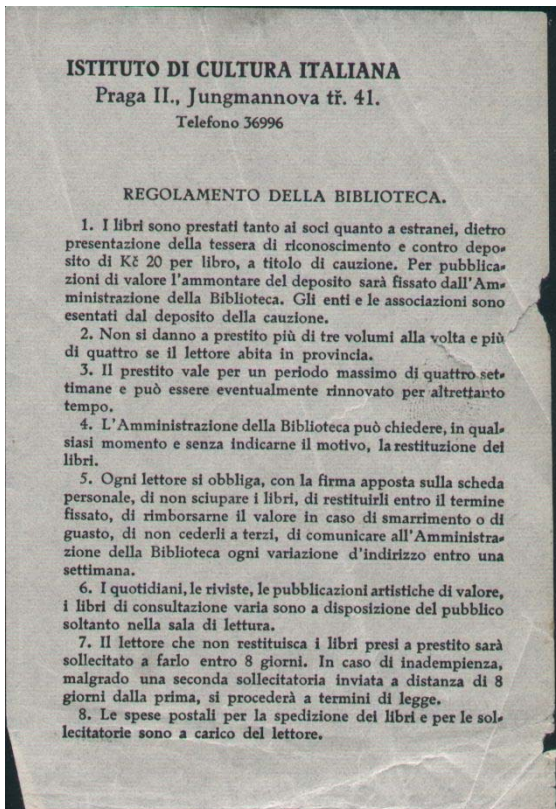 ISTITUTO DI CULTURA ITALIANA
Praga II., Jungmannova tř. 41.
Telefono 36996
REGOLAMENTO DELLA BIBLIOTECA.
1. I libri sono prestati tanto ai soci quanto a estranei, dietro
presentazione della tessera di riconoscimento e contro depo-
sito di Kč 20 per libro, a titolo di cauzione. Per pubblica-
zioni di valore l'ammontare del deposito sarà fissato dall'Am-
ministrazione della Biblioteca. Gli enti e le associazioni sono
esentati dal deposito della cauzione.
2. Non si danno a prestito più di tre volumi alla volta e più
di quattro se il lettore abita in provincia.
3. Il prestito vale per un periodo massimo di quattro set-
timane e può essere eventualmente rinnovato per altrettanto
tempo.
4. L'Amministrazione della Biblioteca può chiedere, in qual-
siasi momento e senza indicarne il motivo, la restituzione dei
libri.
5. Ogni lettore si obbliga, con la firma apposta sulla scheda
personale, di non sciupare i libri, di restituirli entro il termine
fissato, di rimborsarne il valore in caso di smarrimento o di
guasto, di non cederli a terzi, di comunicare all'Amministra-
zione della Biblioteca ogni variazione d'indirizzo entro una
settimana.
6. I quotidiani, le riviste, le pubblicazioni artistiche di valore,
i libri di consultazione varia sono a disposizione del pubblico
soltanto nella sala di lettura.
7. Il lettore che non restituisca i libri presi a prestito sarà
sollecitato a farlo entro 8 giorni. In caso di inadempienza,
malgrado una seconda sollecitatoria inviata a distanza di 8
giorni dalla prima, si procederà a termini di legge.
8. Le spese postali per la spedizione dei libri e per le sol-
lecitatorie sono a carico del lettore.